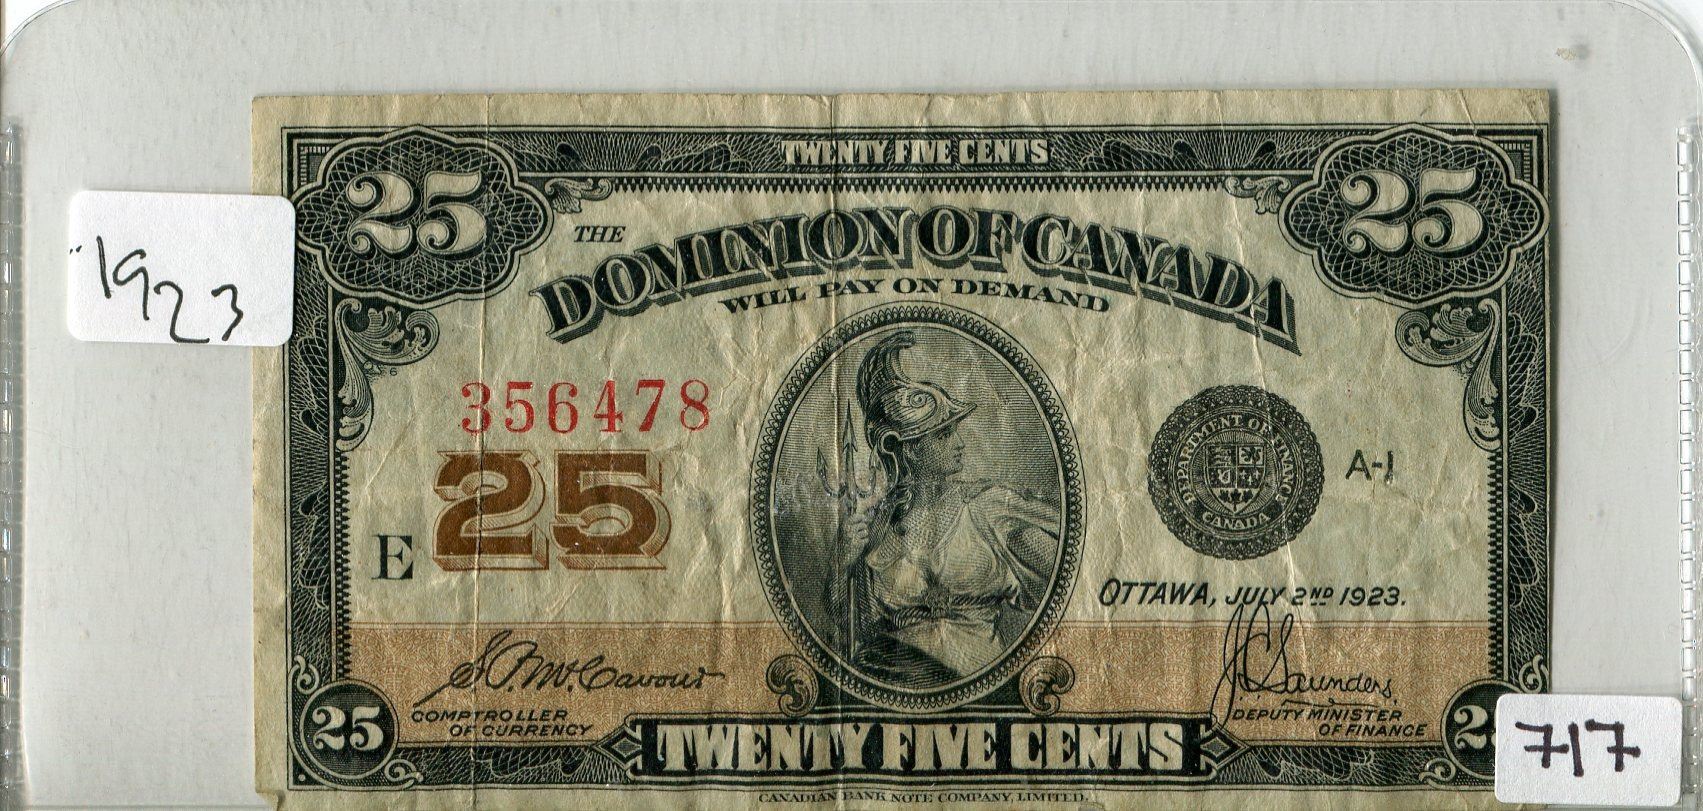 TWENTY FIVE CENTS
25
25
THE
DOMINION OF CANADA
WILL PAY ON DEMAND
1923
356478
25
E
DEPARTMENT OF FINANCE
CANADA
A-1
OTTAWA, JULY 2ND 1923.
J.C. Saunders
COMPTROLLER
OF CURRENCY
DEPUTY MINISTER
OF FINANCE
25
TWENTY FIVE CENTS
2
717
CANADIAN BANK NOTE COMPANY, LIMITED.